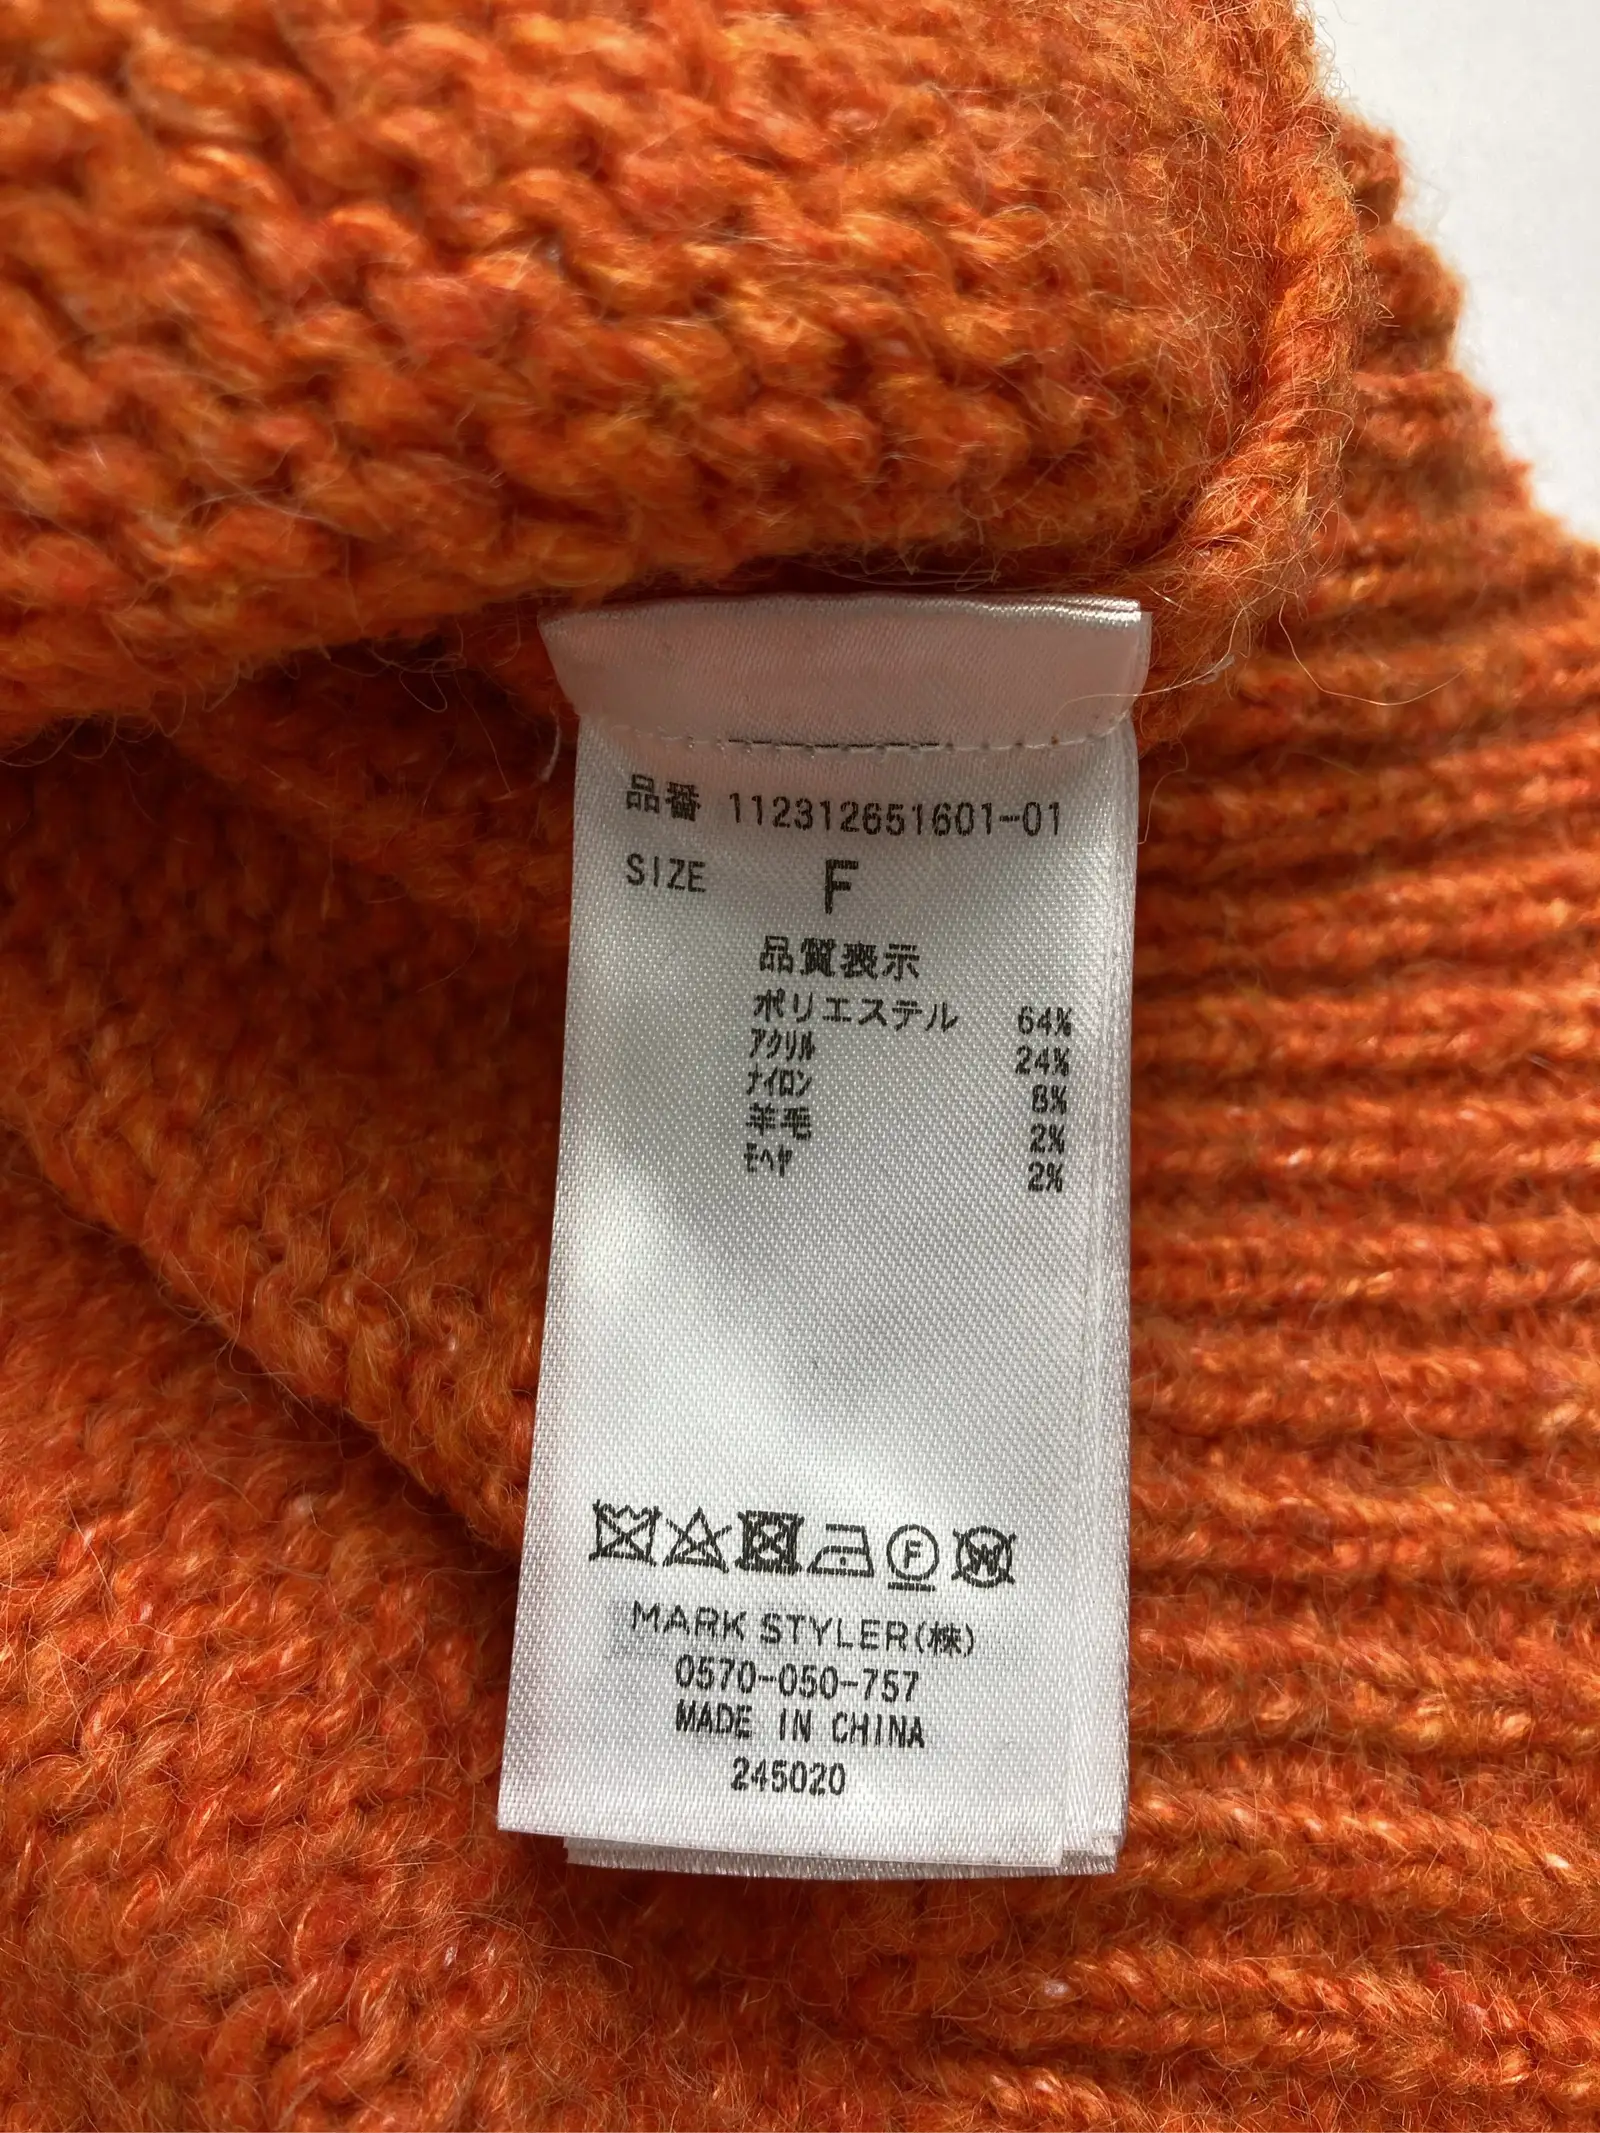 品番 112312651601-01
SIZE F
品質表示
ポリエステル 64%
アクリル 24%
ナイロン 8%
羊毛 2%
モヘヤ 2%
F W
MARK STYLER(株)
0570-050-757
MADE IN CHINA
245020